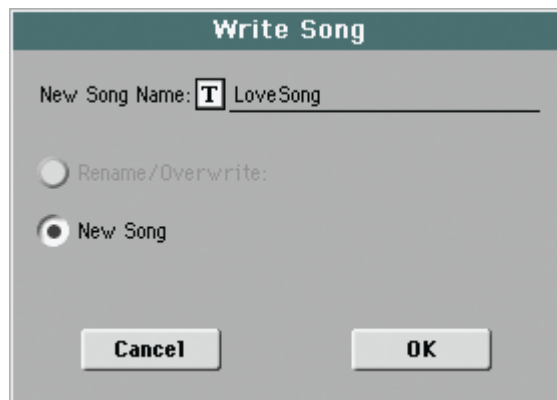 Write Song
New Song Name: T LoveSong
Rename/Overwrite:
New Song
Cancel OK